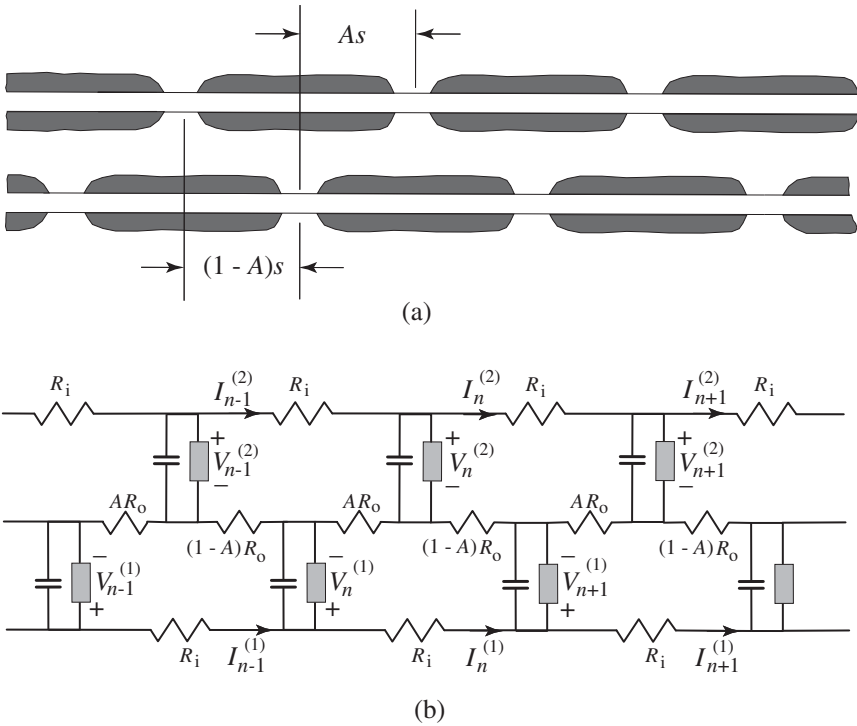 As
(1 - A)s
(a)
R_i I_{n-1}^{(2)} R_i I_n^{(2)} R_i I_{n+1}^{(2)} R_i
+ + +
V_{n-1}^{(2)} V_n^{(2)} V_{n+1}^{(2)}
– – –
AR_o AR_o AR_o
(1 - A)R_o (1 - A)R_o (1 - A)R_o
– – –
V_{n-1}^{(1)} V_n^{(1)} V_{n+1}^{(1)}
+ + +
R_i I_{n-1}^{(1)} R_i I_n^{(1)} R_i I_{n+1}^{(1)}
(b)